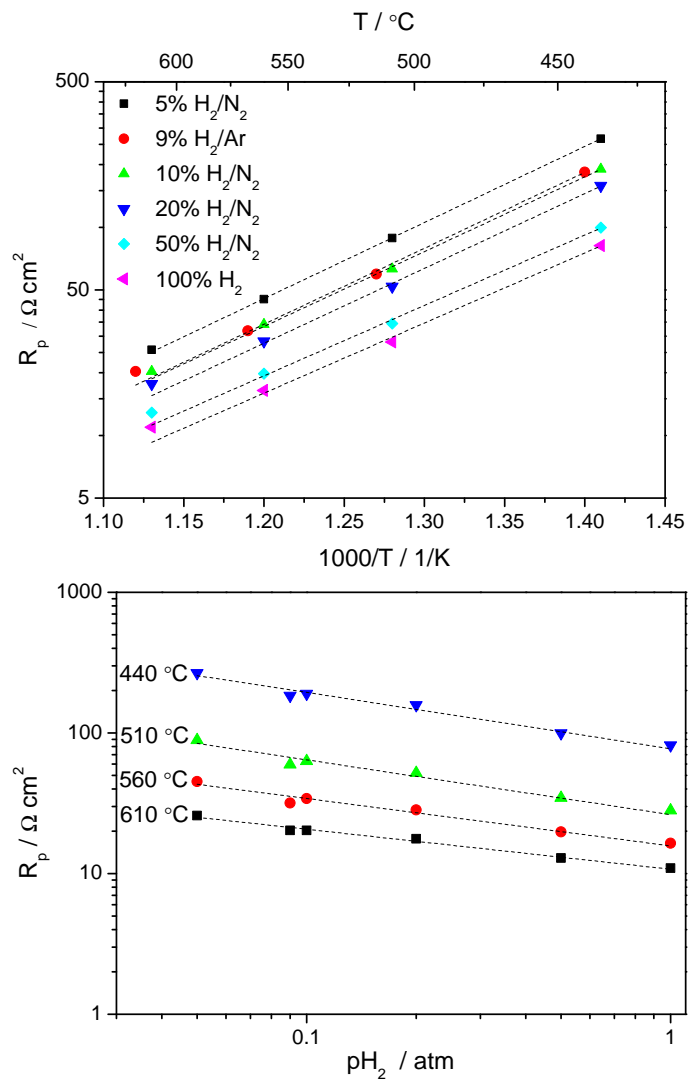 T / °C
600 550 500 450
500
50
5
R_p / Ω cm²
5% H₂/N₂
9% H₂/Ar
10% H₂/N₂
20% H₂/N₂
50% H₂/N₂
100% H₂
1.10 1.15 1.20 1.25 1.30 1.35 1.40 1.45
1000/T / 1/K
1000
100
10
1
R_p / Ω cm²
440 °C
510 °C
560 °C
610 °C
0.1 1
pH₂ / atm